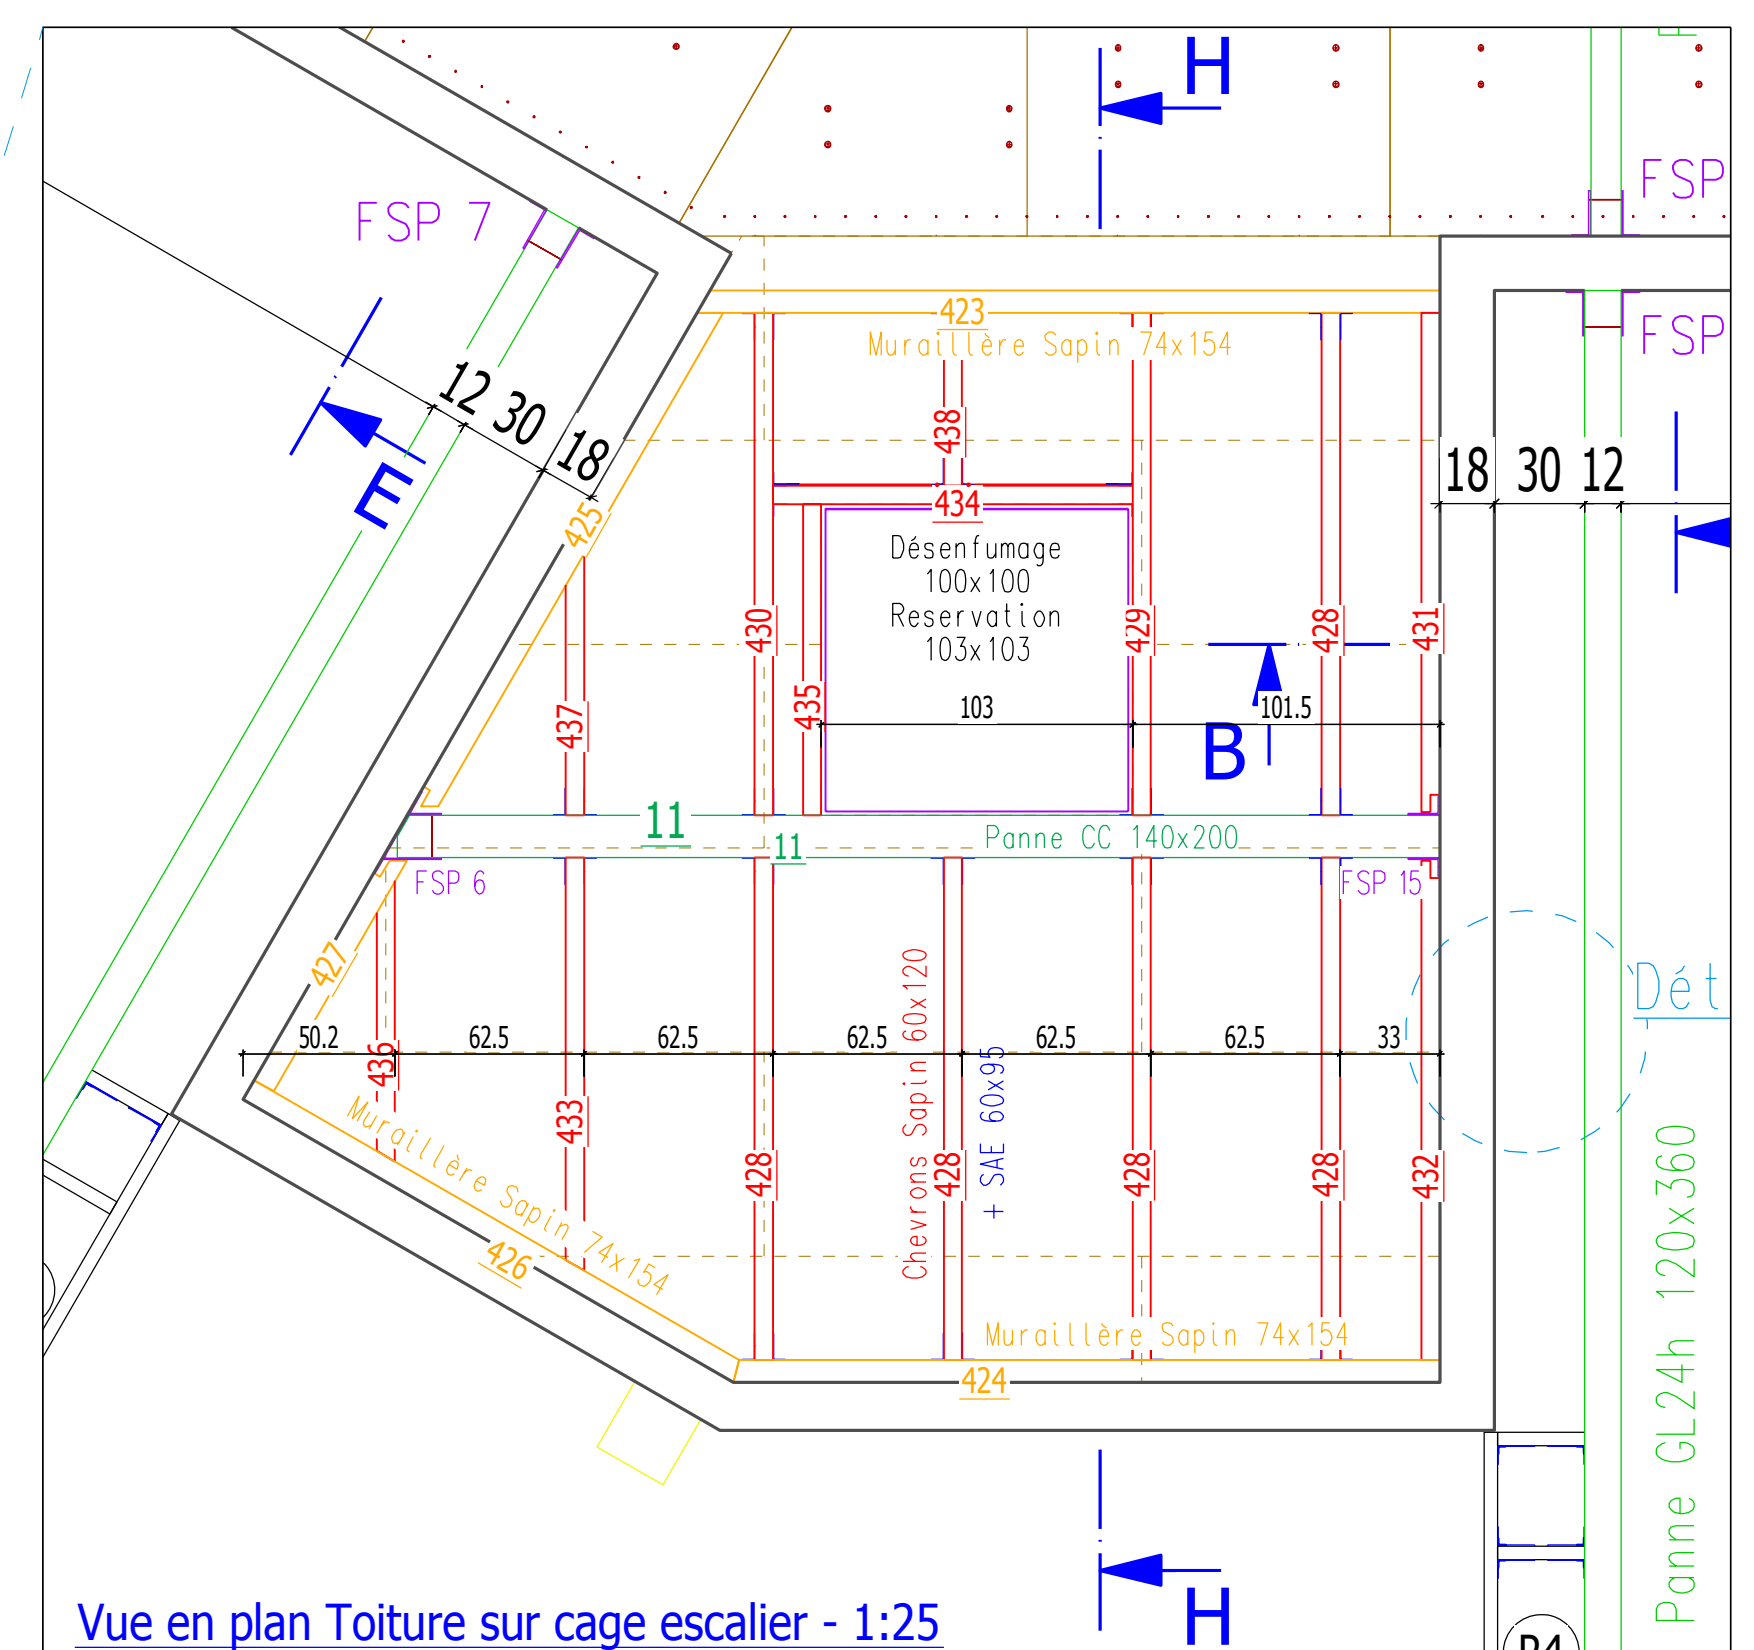 H
FSP
FSP 7
423
Muraillère Sapin 74x154
FSP
12 30 18
438
18 30 12
E
425
434
Désenfumage
100x100
Reservation
103x103
430
429
428
431
437
435
103
101.5
B
11
Panne CC 140x200
11
FSP 6
FSP 15
427
Chevrons Sapin 60x120
+ SAE 60x95
Dét
50.2
62.5
62.5
62.5
62.5
62.5
33
436
433
428
428
428
428
432
Muraillère Sapin 74x154
426
Muraillère Sapin 74x154
424
Panne GL24h 120x360
H
Vue en plan Toiture sur cage escalier - 1:25